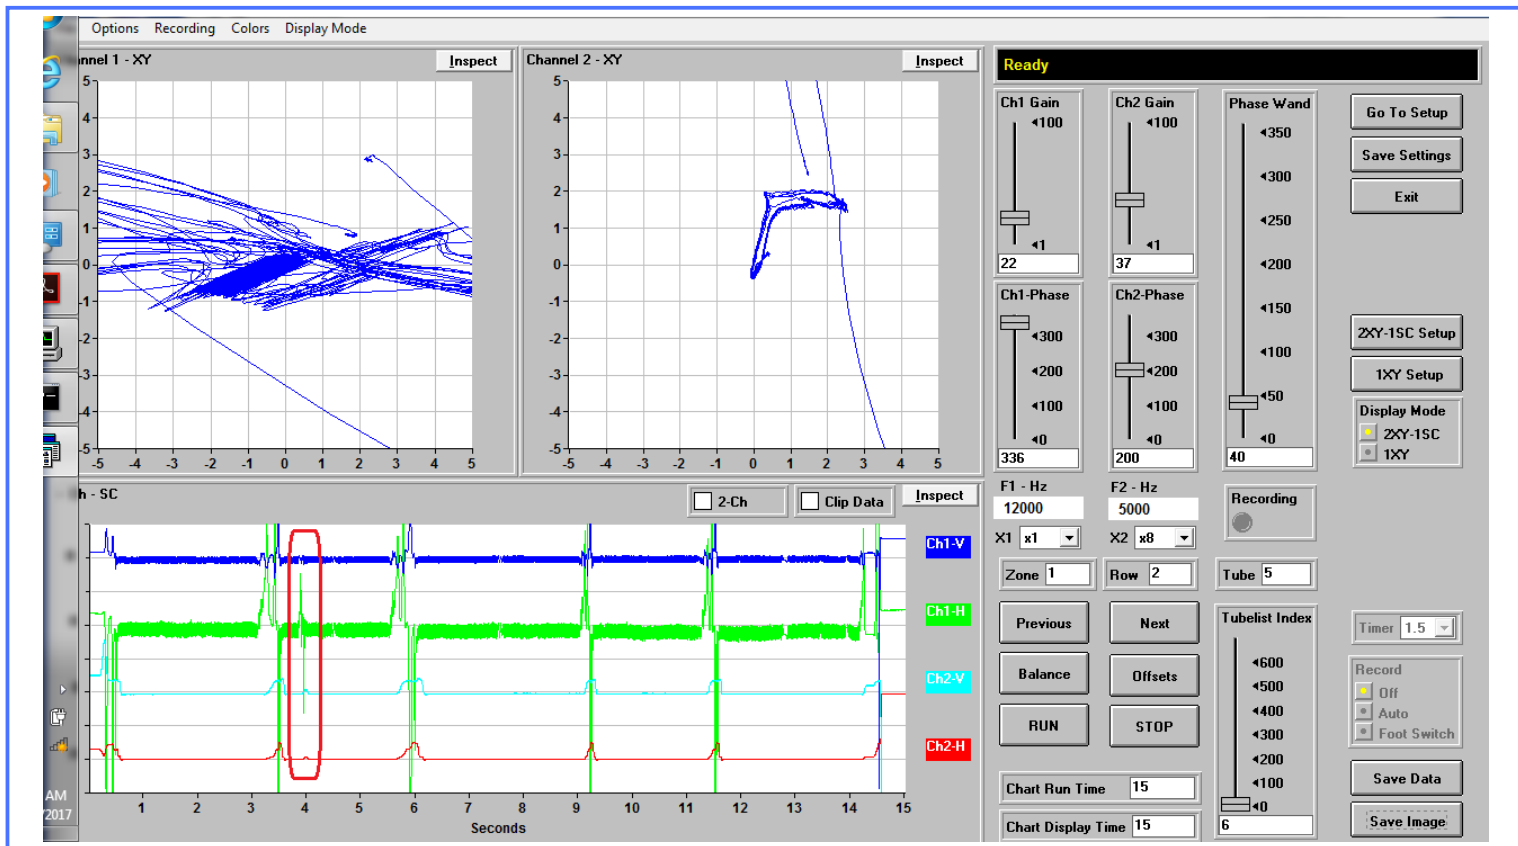 Options Recording Colors Display Mode
nnel 1 - XY
Inspect
Channel 2 - XY
Inspect
5
4
3
2
1
0
-1
-2
-3
-4
-5
-5 -4 -3 -2 -1 0 1 2 3 4 5
5
4
3
2
1
0
-1
-2
-3
-4
-5
-5 -4 -3 -2 -1 0 1 2 3 4 5
h - SC
2-Ch
Clip Data
Inspect
Ch1-V
Ch1-H
Ch2-V
Ch2-H
1 2 3 4 5 6 7 8 9 10 11 12 13 14 15
Seconds
AM
/2017
Ready
Ch1 Gain
100
1
22
Ch2 Gain
100
1
37
Phase Wand
350
300
250
200
150
100
50
0
40
Ch1-Phase
300
200
100
0
336
Ch2-Phase
300
200
100
0
200
Go To Setup
Save Settings
Exit
2XY-1SC Setup
1XY Setup
Display Mode
2XY-1SC
1XY
F1 - Hz
12000
X1 x1
F2 - Hz
5000
X2 x8
Recording
Zone 1
Row 2
Tube 5
Previous
Next
Balance
Offsets
RUN
STOP
Tubelist Index
600
500
400
300
200
100
0
6
Timer 1.5
Record
Off
Auto
Foot Switch
Chart Run Time 15
Chart Display Time 15
Save Data
Save Image